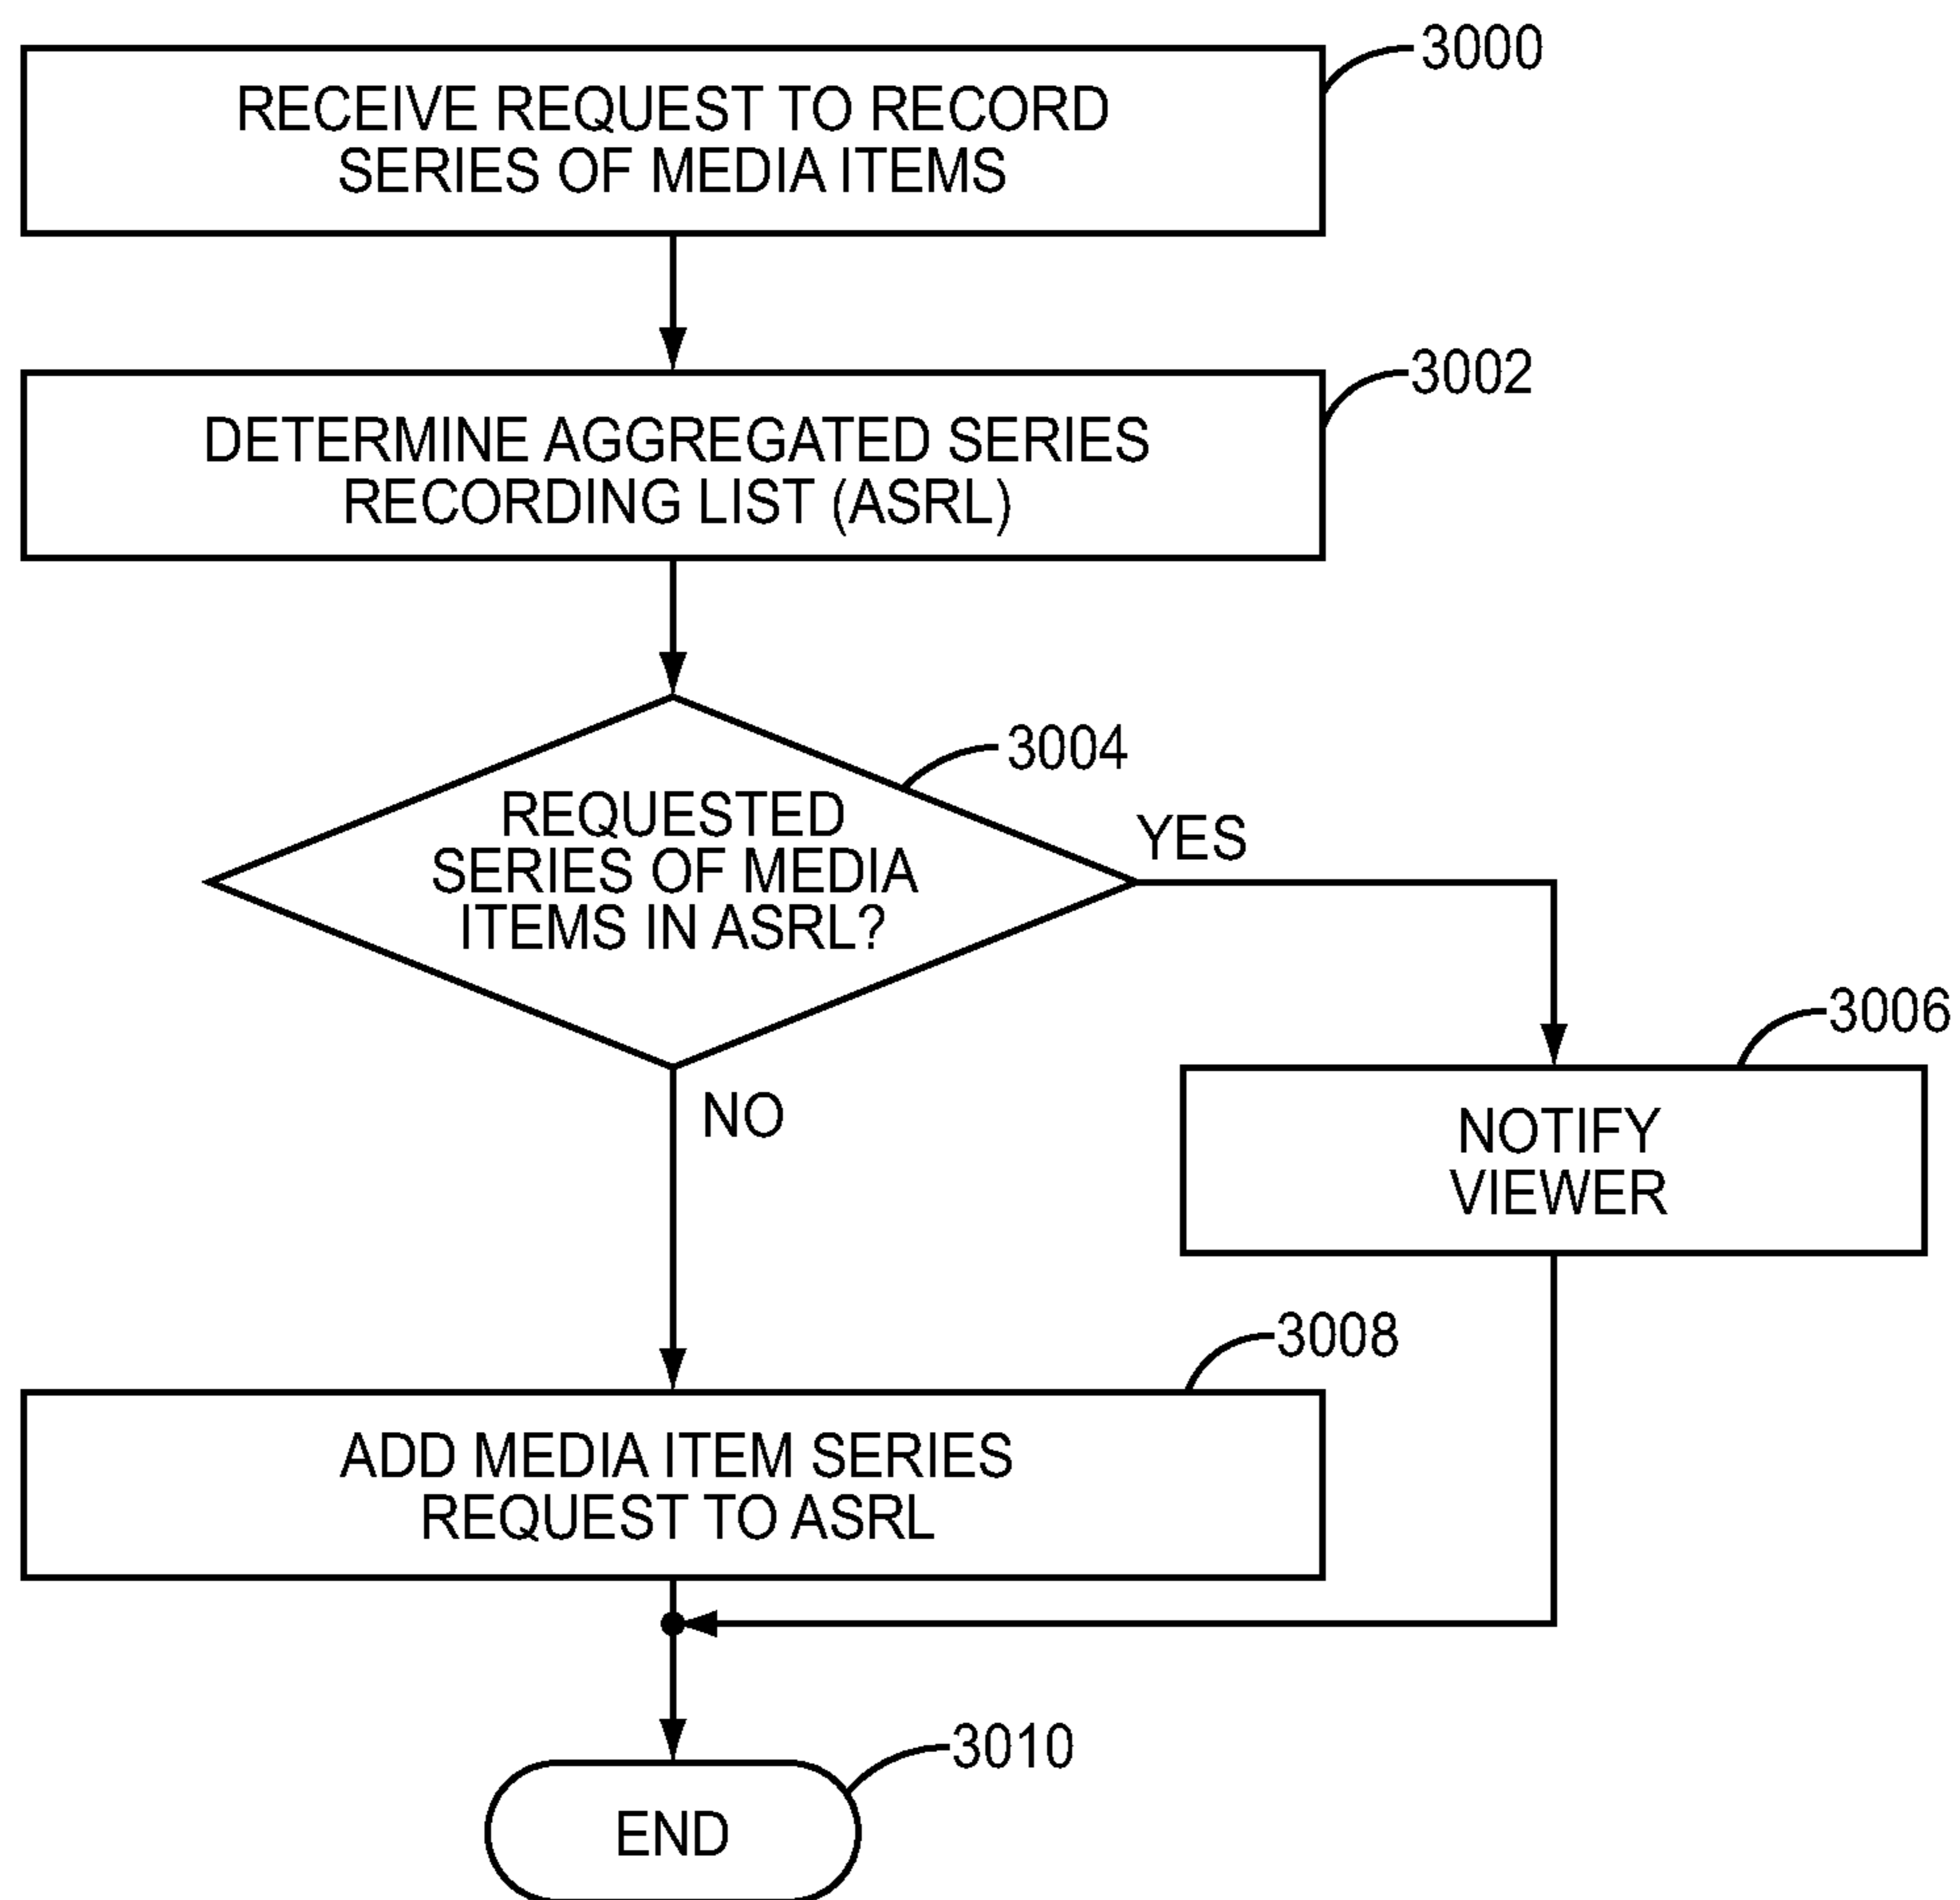 3000
RECEIVE REQUEST TO RECORD
SERIES OF MEDIA ITEMS
3002
DETERMINE AGGREGATED SERIES
RECORDING LIST (ASRL)
3004
REQUESTED
SERIES OF MEDIA
ITEMS IN ASRL?
YES
NO
3006
NOTIFY
VIEWER
3008
ADD MEDIA ITEM SERIES
REQUEST TO ASRL
3010
END